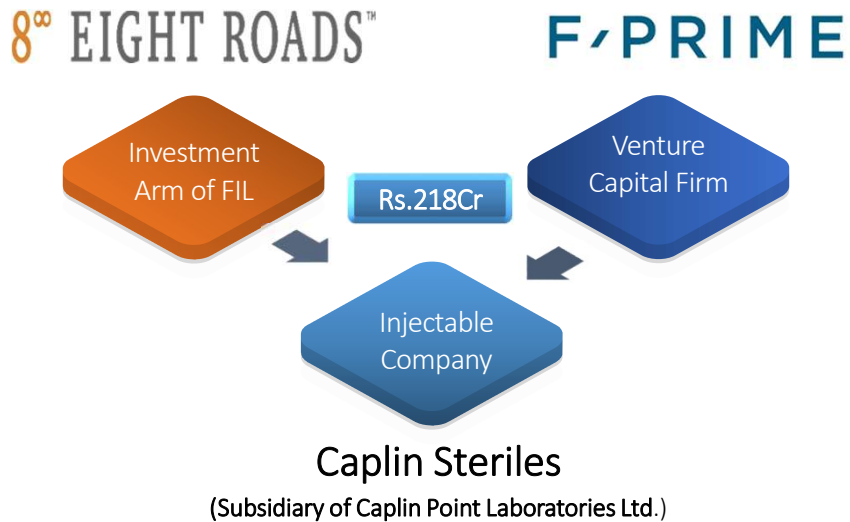 8∞ EIGHT ROADS™
F-PRIME
Investment
Arm of FIL
Venture
Capital Firm
Rs.218Cr
Injectable
Company
Caplin Steriles
(Subsidiary of Caplin Point Laboratories Ltd.)